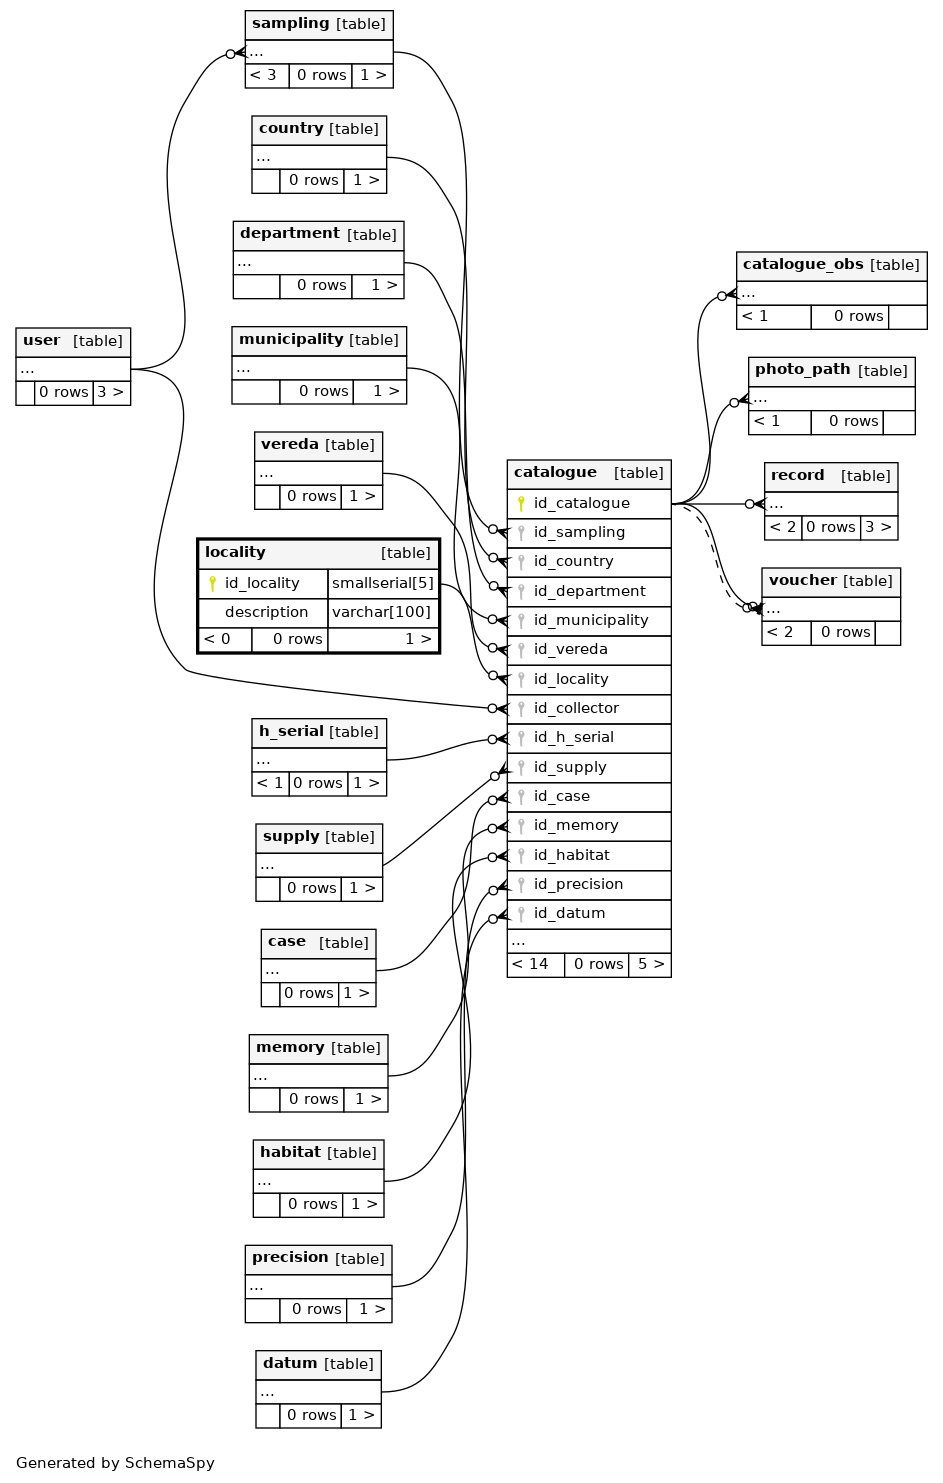 sampling [table]
...
< 3 0 rows 1 >
country [table]
...
0 rows 1 >
department [table]
...
0 rows 1 >
municipality [table]
...
0 rows 1 >
user [table]
...
0 rows 3 >
vereda [table]
...
0 rows 1 >
locality [table]
id_locality smallserial[5]
description varchar[100]
< 0 0 rows 1 >
h_serial [table]
...
< 1 0 rows 1 >
supply [table]
...
0 rows 1 >
case [table]
...
0 rows 1 >
memory [table]
...
0 rows 1 >
habitat [table]
...
0 rows 1 >
precision [table]
...
0 rows 1 >
datum [table]
...
0 rows 1 >
catalogue [table]
id_catalogue
id_sampling
id_country
id_department
id_municipality
id_vereda
id_locality
id_collector
id_h_serial
id_supply
id_case
id_memory
id_habitat
id_precision
id_datum
...
< 14 0 rows 5 >
catalogue_obs [table]
...
< 1 0 rows
photo_path [table]
...
< 1 0 rows
record [table]
...
< 2 0 rows 3 >
voucher [table]
...
< 2 0 rows
Generated by SchemaSpy